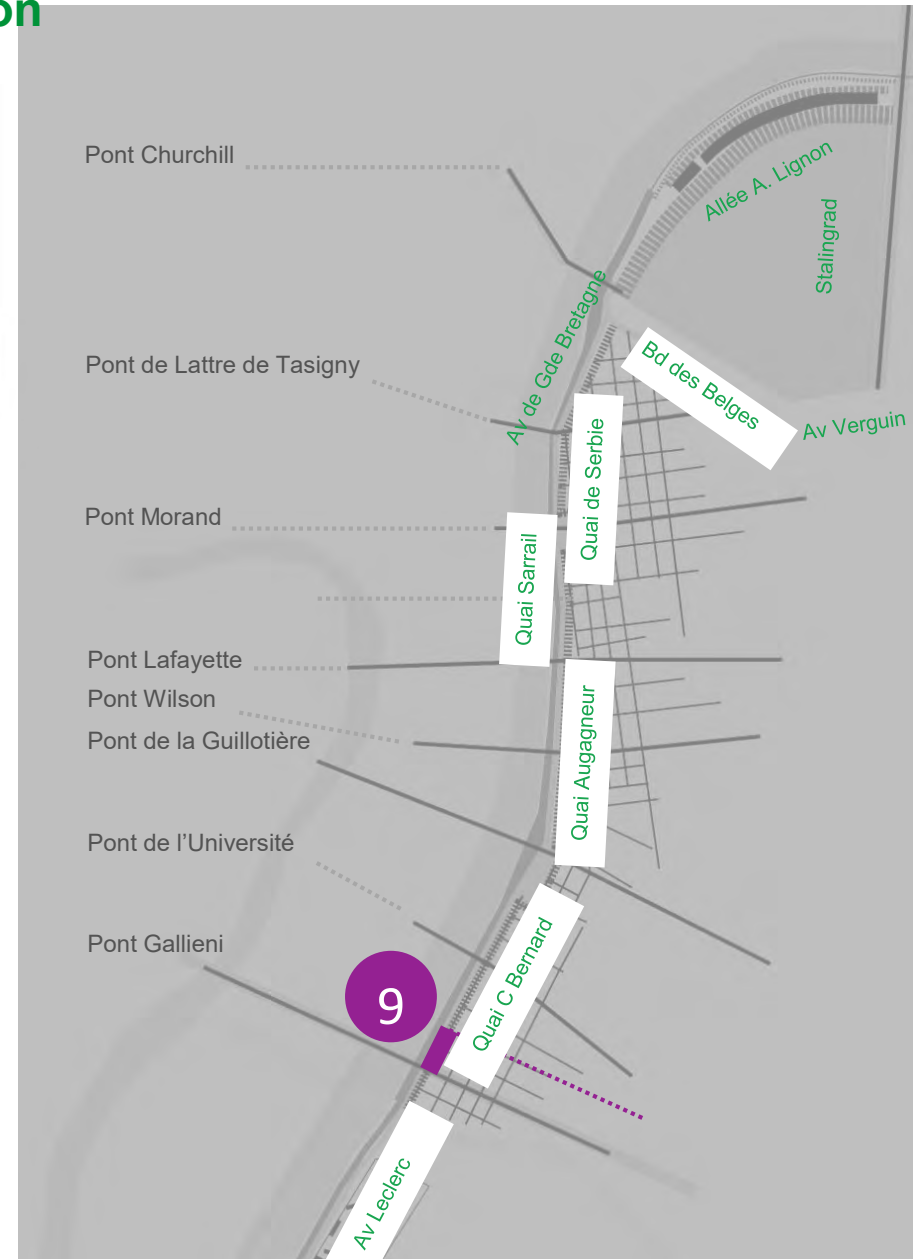 on
Pont Churchill
Allée A. Lignon
Stalingrad
Av de Gde Bretagne
Pont de Lattre de Tasigny
Bd des Belges
Av Verguin
Quai de Serbie
Pont Morand
Quai Sarrail
Pont Lafayette
Pont Wilson
Pont de la Guillotière
Quai Augagneur
Pont de l’Université
Pont Gallieni
9
Quai C Bernard
Av Leclerc